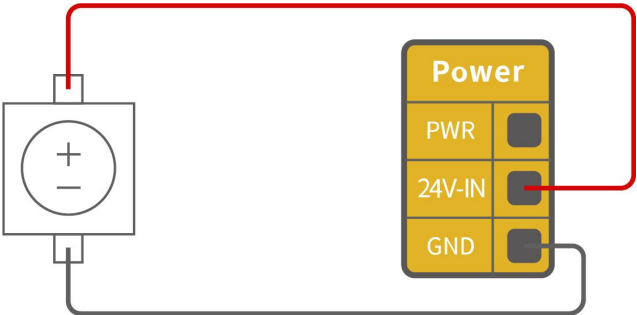 Power
PWR
24V-IN
GND
+
−